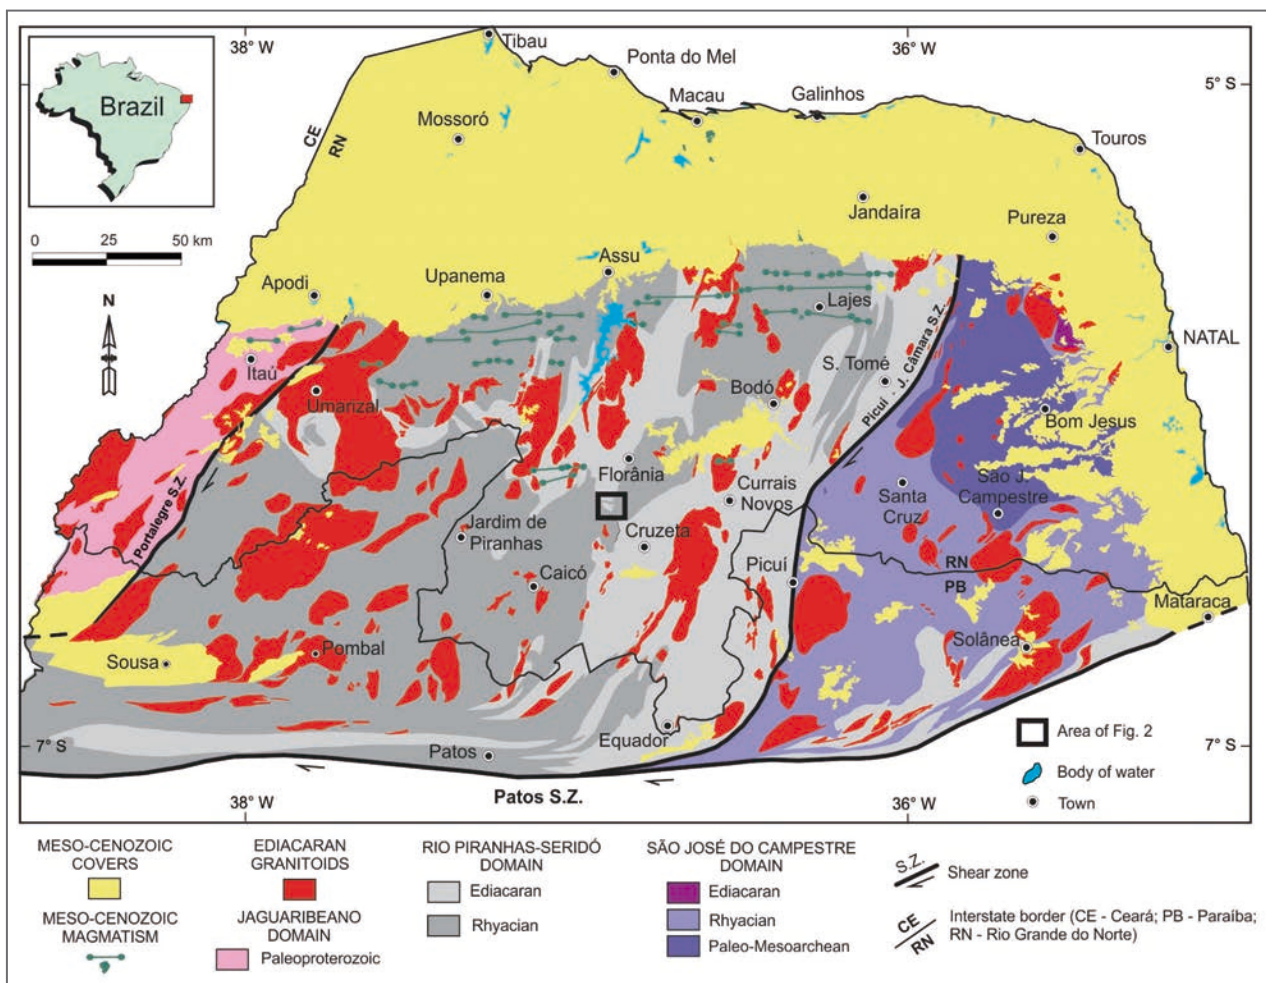 38° W
36° W
Tibau
Ponta do Mel
Brazil
5° S
Macau
Galinhos
Mossoró
CE
RN
Touros
Jandaíra
Pureza
0 25 50 km
Assu
Upanema
Apodi
N
Lajes
NATAL
Itaú
S. Tomé
Picuí - J. Câmara S.Z.
Bodó
Umarizal
Bom Jesus
Florânia
Currais
Novos
Santa
Cruz
São J.
Campestre
Portalegre S.Z.
Jardim de
Piranhas
Cruzeta
Picuí
RN
PB
Caicó
Mataraca
Sousa
Pombal
Solânea
7° S
Patos
Equador
7° S
Area of Fig. 2
Body of water
Town
Patos S.Z.
38° W
36° W
MESO-CENOZOIC
COVERS
MESO-CENOZOIC
MAGMATISM
EDIACARAN
GRANITOIDS
JAGUARIBEANO
DOMAIN
Paleoproterozoic
RIO PIRANHAS-SERIDÓ
DOMAIN
Ediacaran
Rhyacian
SÃO JOSÉ DO CAMPESTRE
DOMAIN
Ediacaran
Rhyacian
Paleo-Mesoarchean
S.Z.
Shear zone
CE
RN
Interstate border (CE - Ceará; PB - Paraíba;
RN - Rio Grande do Norte)